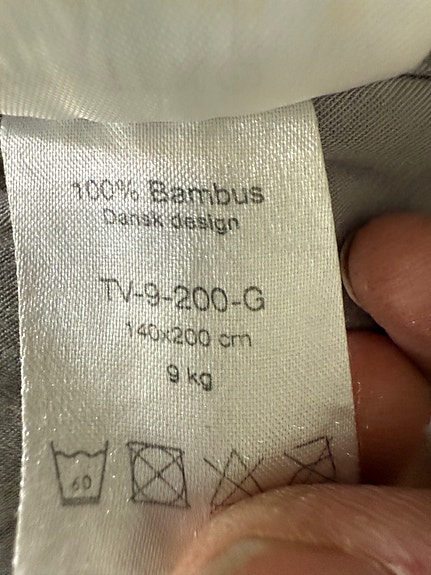 100% Bambus
Dansk design
TV-9-200-G
140x200 cm
9 kg
60